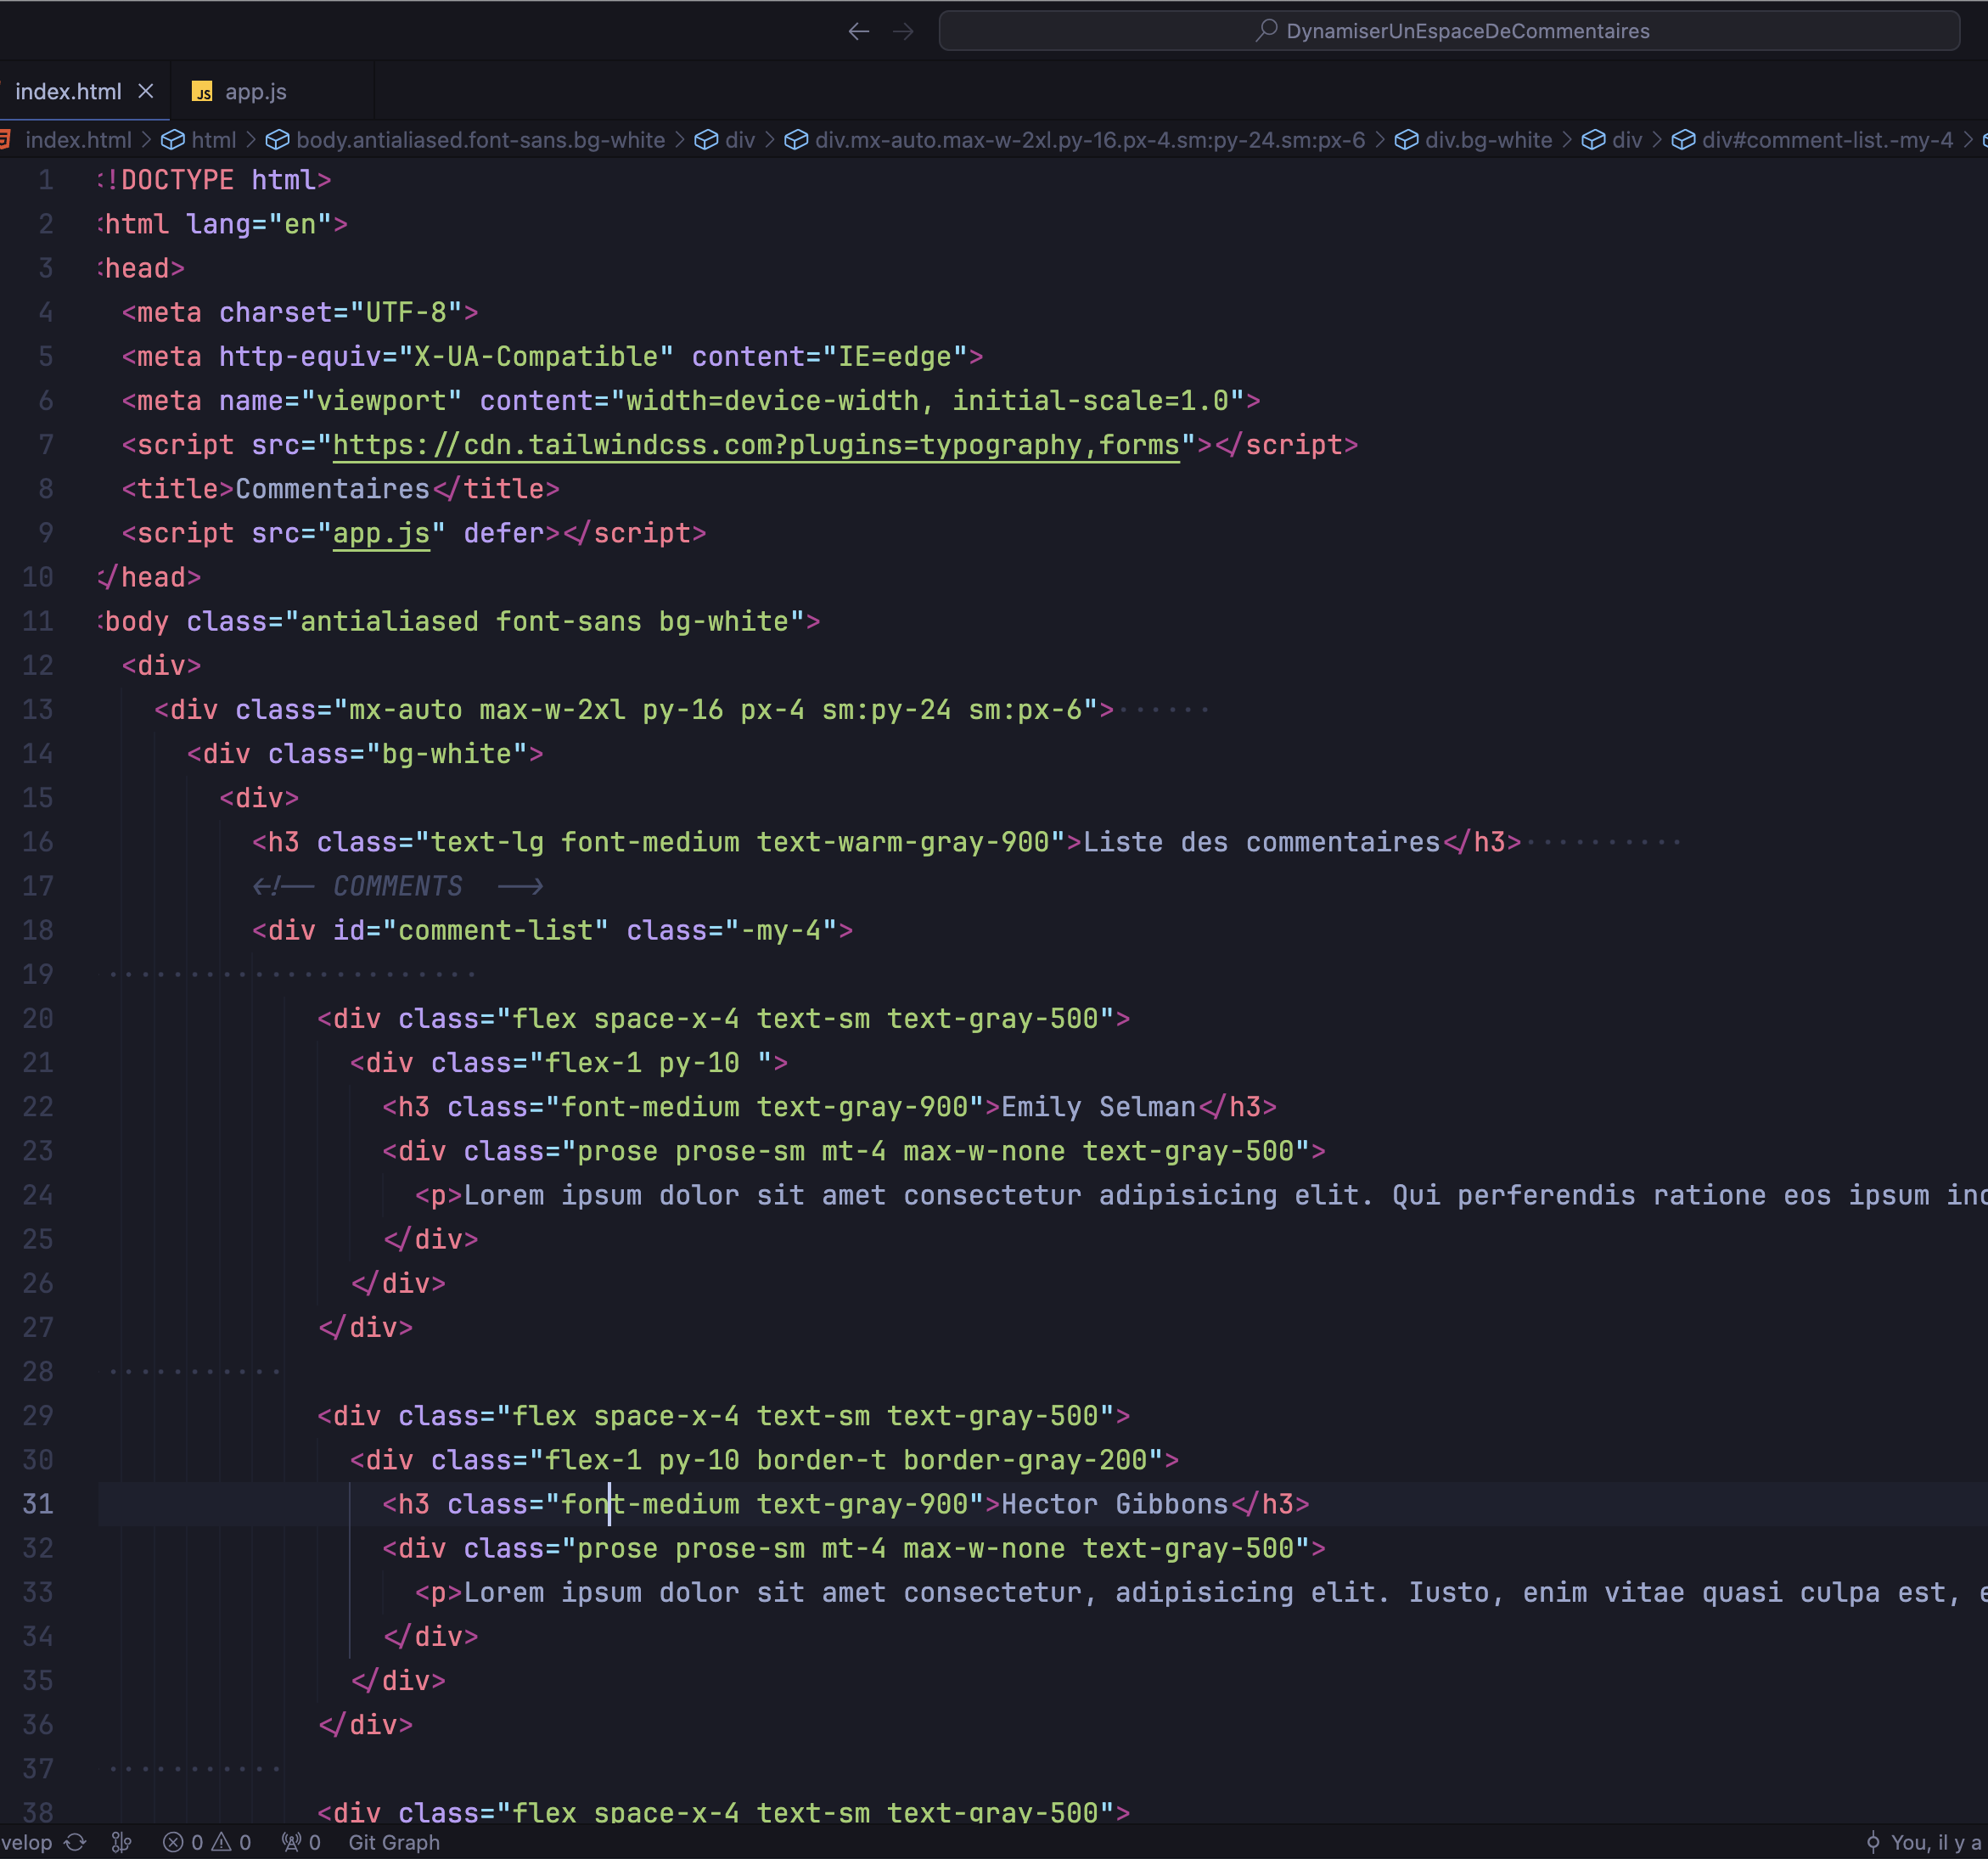 DynamiserUnEspaceDeCommentaires
index.html
JS app.js
index.html > html > body.antialiased.font-sans.bg-white > div > div.mx-auto.max-w-2xl.py-16.px-4.sm:py-24.sm:px-6 > div.bg-white > div > div#comment-list.-my-4 >
1 <!DOCTYPE html>
2 <html lang="en">
3 <head>
4 <meta charset="UTF-8">
5 <meta http-equiv="X-UA-Compatible" content="IE=edge">
6 <meta name="viewport" content="width=device-width, initial-scale=1.0">
7 <script src="https://cdn.tailwindcss.com?plugins=typography,forms"></script>
8 <title>Commentaires</title>
9 <script src="app.js" defer></script>
10 </head>
11 <body class="antialiased font-sans bg-white">
12 <div>
13 <div class="mx-auto max-w-2xl py-16 px-4 sm:py-24 sm:px-6">
14 <div class="bg-white">
15 <div>
16 <h3 class="text-lg font-medium text-warm-gray-900">Liste des commentaires</h3>
17 <!-- COMMENTS -->
18 <div id="comment-list" class="-my-4">
19
20 <div class="flex space-x-4 text-sm text-gray-500">
21 <div class="flex-1 py-10 ">
22 <h3 class="font-medium text-gray-900">Emily Selman</h3>
23 <div class="prose prose-sm mt-4 max-w-none text-gray-500">
24 <p>Lorem ipsum dolor sit amet consectetur adipisicing elit. Qui perferendis ratione eos ipsum
25 </div>
26 </div>
27 </div>
28
29 <div class="flex space-x-4 text-sm text-gray-500">
30 <div class="flex-1 py-10 border-t border-gray-200">
31 <h3 class="font-medium text-gray-900">Hector Gibbons</h3>
32 <div class="prose prose-sm mt-4 max-w-none text-gray-500">
33 <p>Lorem ipsum dolor sit amet consectetur, adipisicing elit. Iusto, enim vitae quasi culpa est,
34 </div>
35 </div>
36 </div>
37
38 <div class="flex space-x-4 text-sm text-gray-500">
velop 0 0 0 Git Graph You, il y a